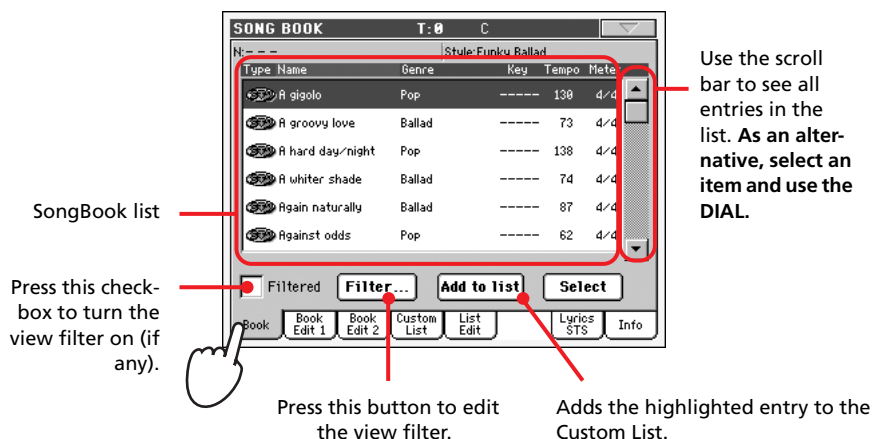 SONG BOOK T:0 C
N:--- Style:Funky Ballad
Type Name Genre Key Tempo Meter
A gigolo Pop ----- 130 4/4
A groovy love Ballad ----- 73 4/4
A hard day/night Pop ----- 138 4/4
A whiter shade Ballad ----- 74 4/4
Again naturally Ballad ----- 87 4/4
Against odds Pop ----- 62 4/4
Filtered Filter... Add to list Select
Book Book Edit 1 Book Edit 2 Custom List List Edit Lyrics STS Info
Use the scroll
bar to see all
entries in the
list. As an alter-
native, select an
item and use the
DIAL.
SongBook list
Press this check-
box to turn the
view filter on (if
any).
Press this button to edit
the view filter.
Adds the highlighted entry to the
Custom List.